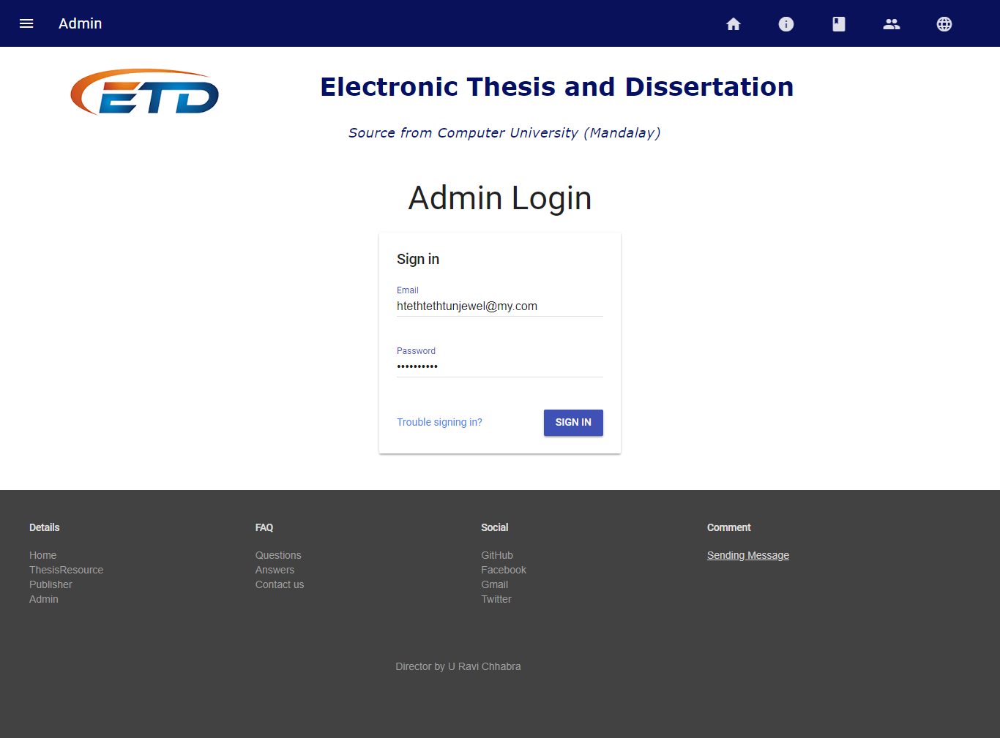 Admin
ETD
Electronic Thesis and Dissertation
Source from Computer University (Mandalay)
Admin Login
Sign in
Email
htethtethtunjewel@my.com
Password
••••••••••
Trouble signing in?
SIGN IN
Details
Home
ThesisResource
Publisher
Admin
FAQ
Questions
Answers
Contact us
Social
GitHub
Facebook
Gmail
Twitter
Comment
Sending Message
Director by U Ravi Chhabra